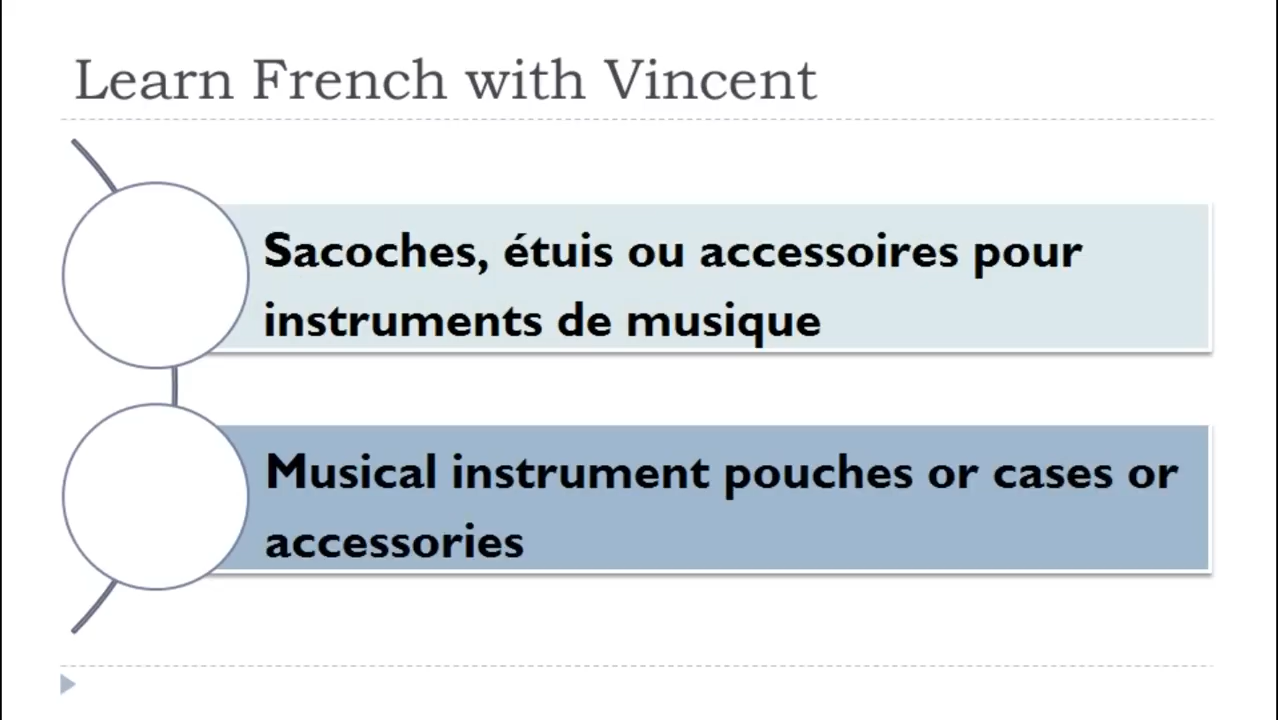 Learn French with Vincent
Sacoches, étuis ou accessoires pour
instruments de musique
Musical instrument pouches or cases or
accessories